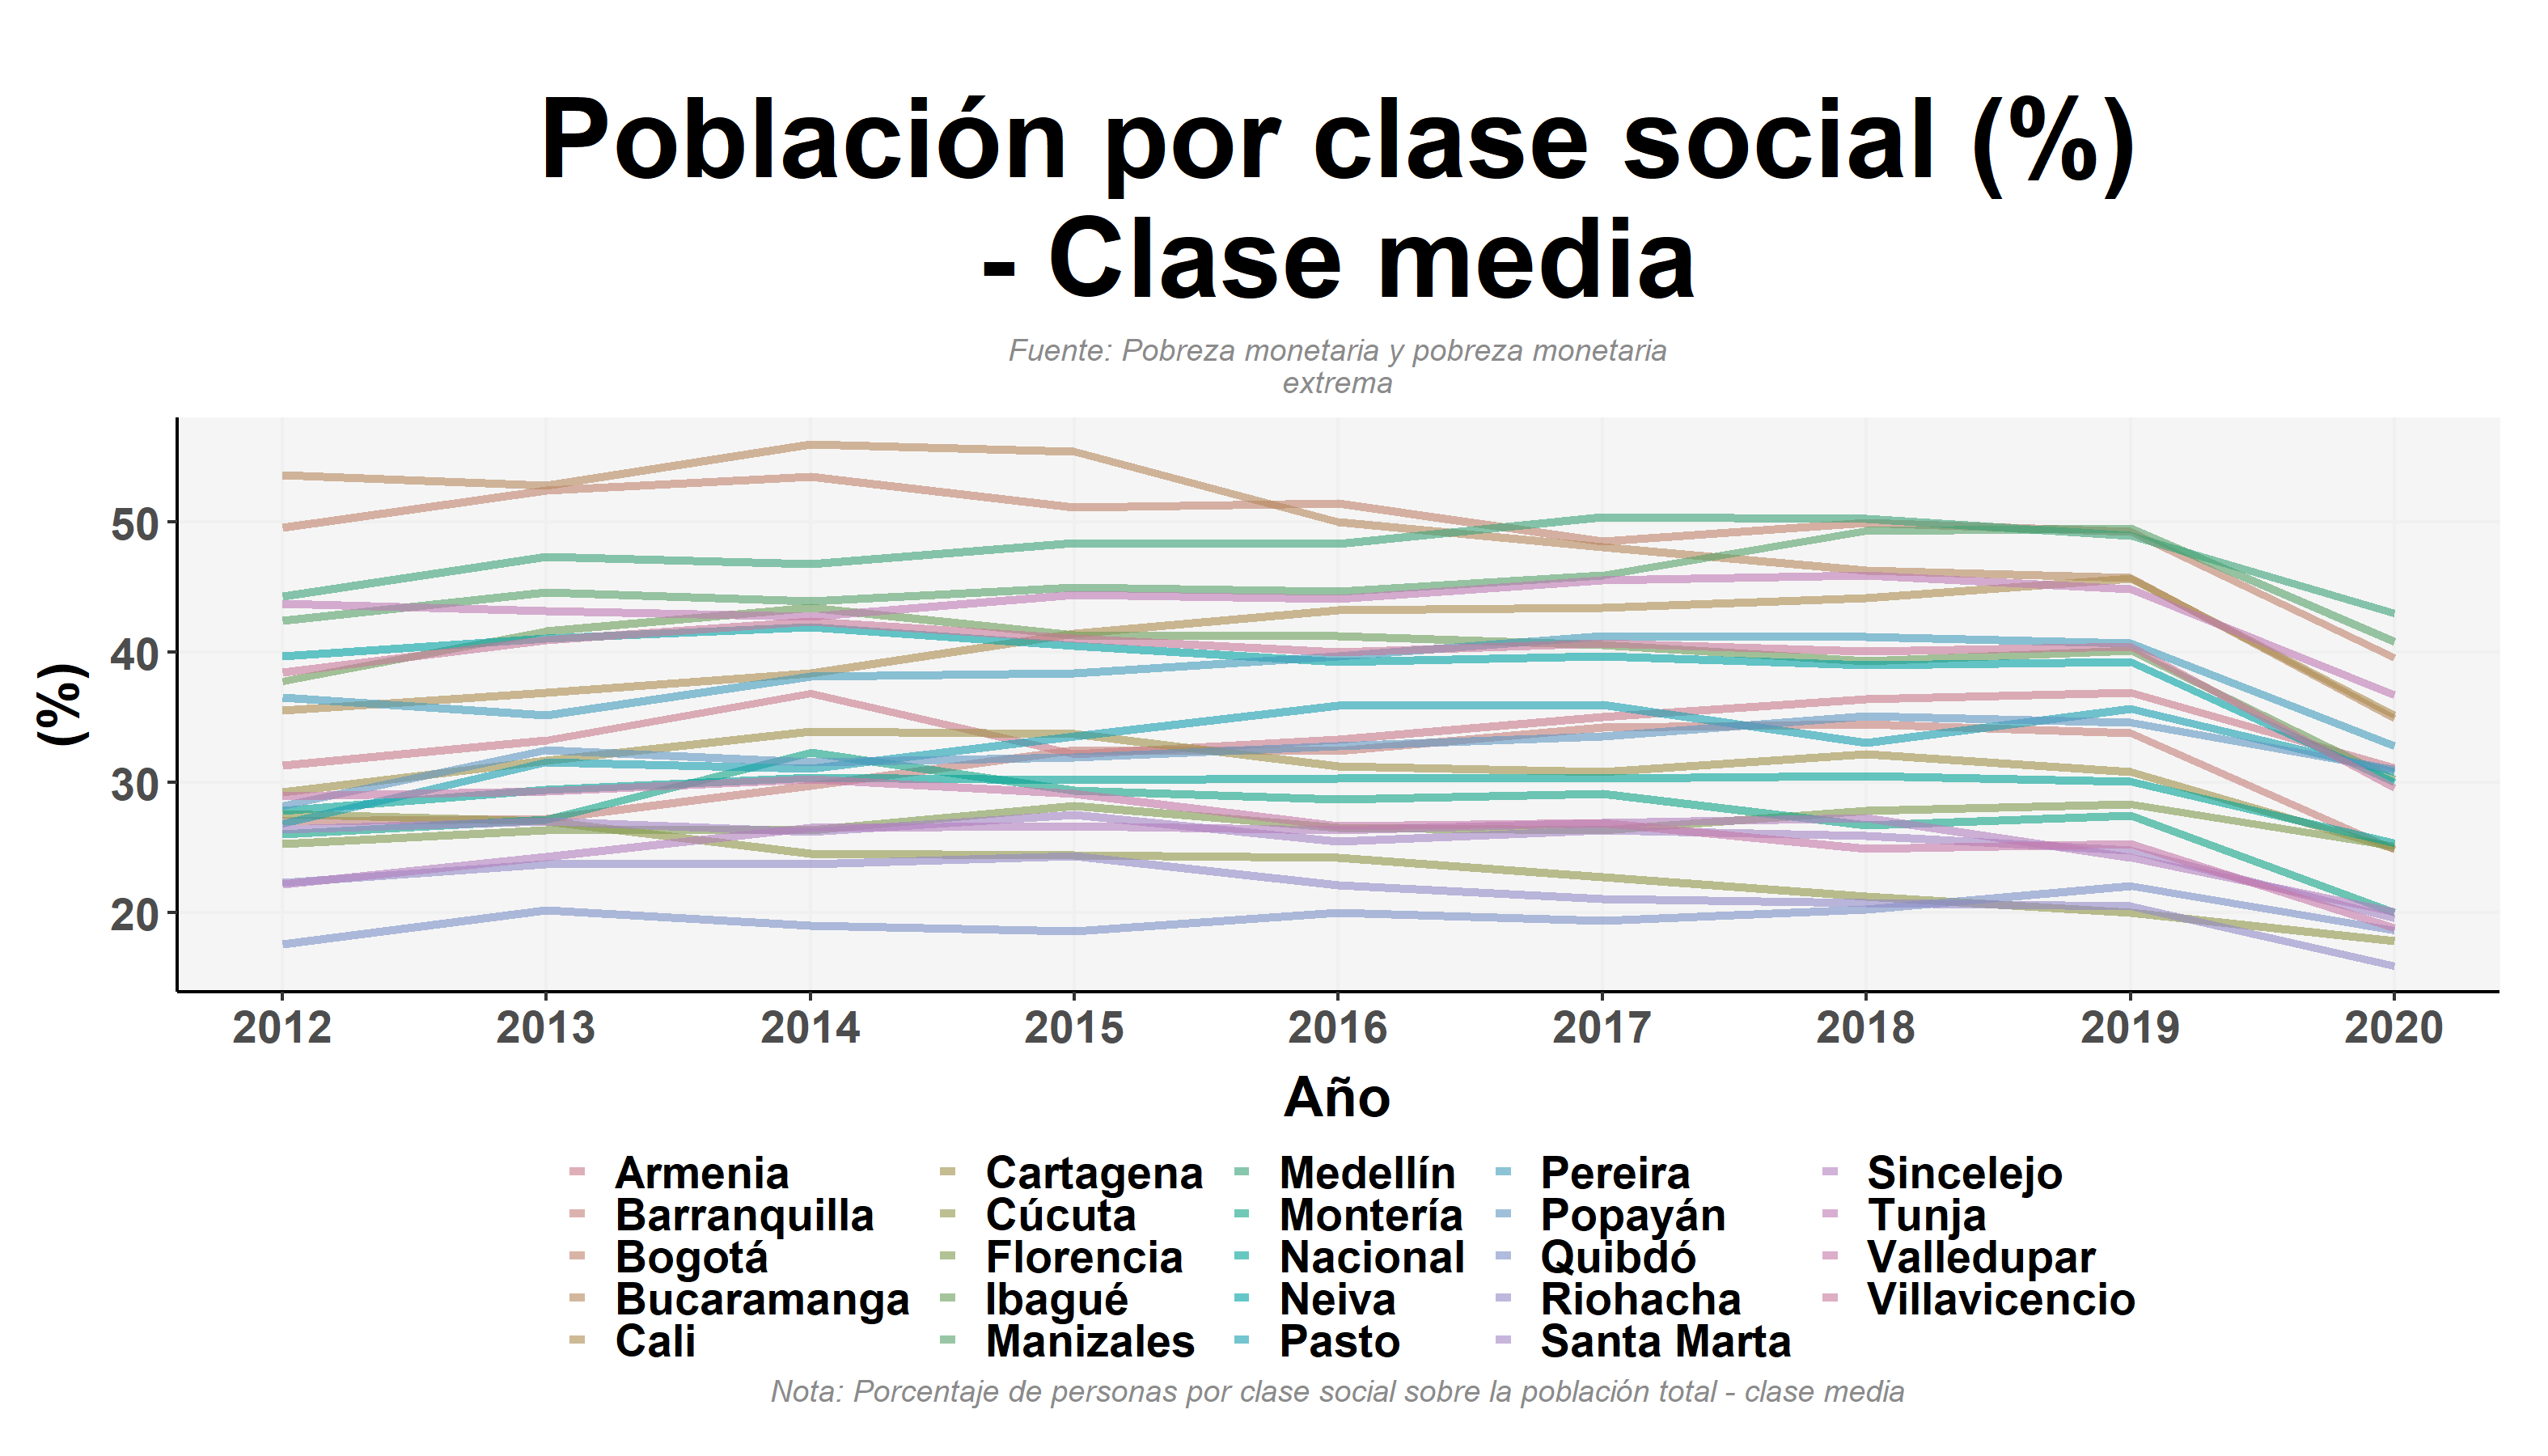 Población por clase social (%)
- Clase media
Fuente: Pobreza monetaria y pobreza monetaria
extrema
(%)
50
40
30
20
2012 2013 2014 2015 2016 2017 2018 2019 2020
Año
Armenia Cartagena Medellín Pereira Sincelejo
Barranquilla Cúcuta Montería Popayán Tunja
Bogotá Florencia Nacional Quibdó Valledupar
Bucaramanga Ibagué Neiva Riohacha Villavicencio
Cali Manizales Pasto Santa Marta
Nota: Porcentaje de personas por clase social sobre la población total - clase media